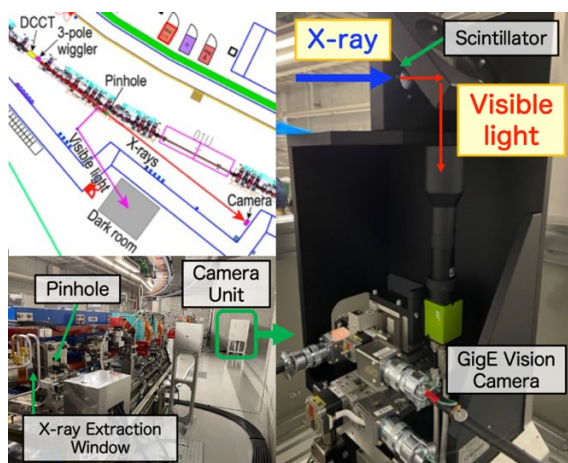 DCCT
3-pole
wiggler
Pinhole
ID11
X-rays
Visible
light
Camera
Dark room
X-ray
Scintillator
Visible
light
GigE Vision
Camera
Pinhole
Camera
Unit
X-ray Extraction
Window